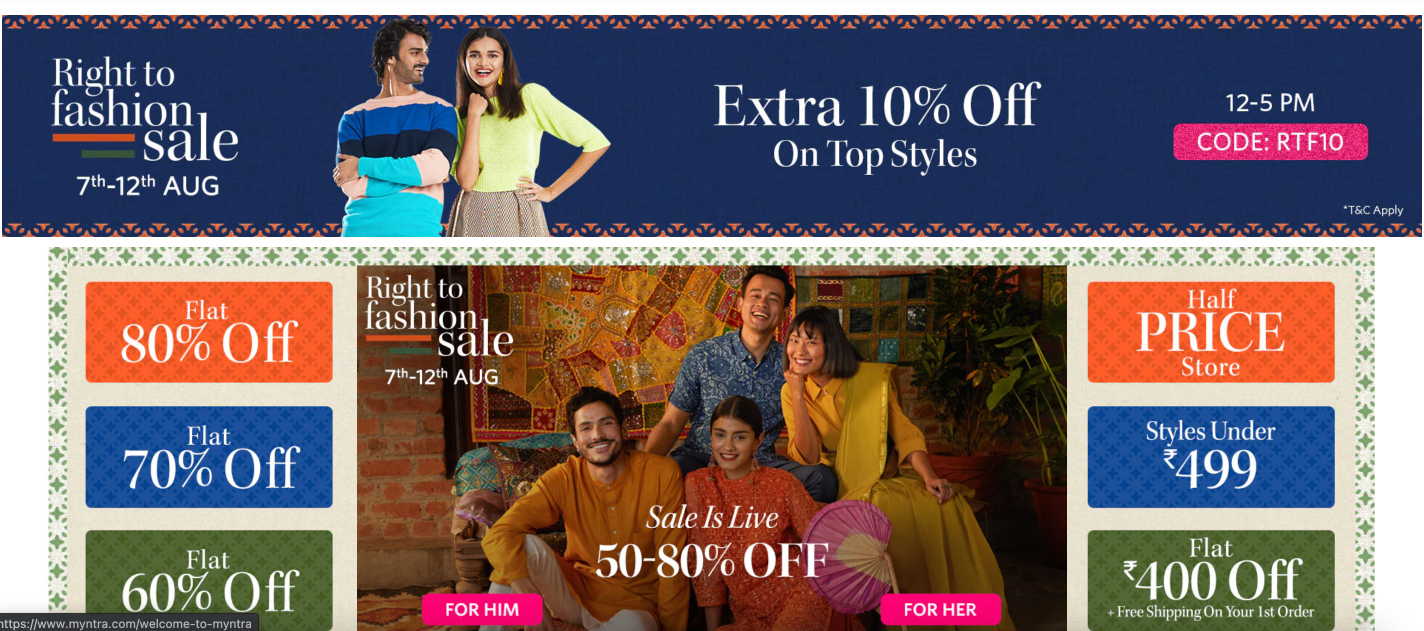 Right to
fashion
sale
7th-12th AUG
Extra 10% Off
On Top Styles
12-5 PM
CODE: RTF10
*T&C Apply
Flat
80% Off
Flat
70% Off
Flat
60% Off
Right to
fashion
sale
7th-12th AUG
Sale Is Live
50-80% OFF
FOR HIM
FOR HER
Half
PRICE
Store
Styles Under
₹499
Flat
₹400 Off
+ Free Shipping On Your 1st Order
https://www.myntra.com/welcome-to-myntra